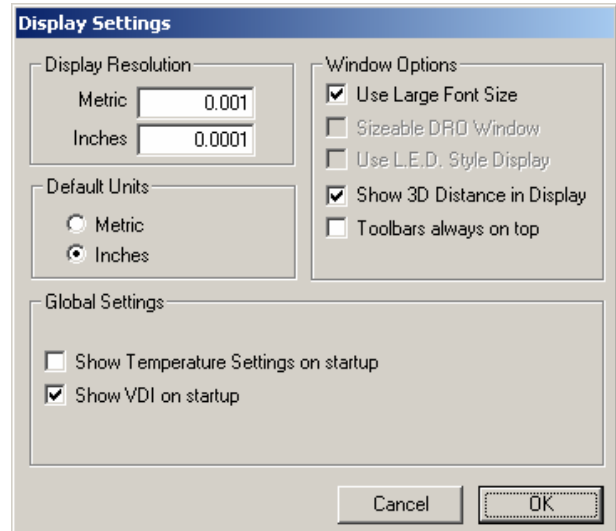 Display Settings
Display Resolution
Metric 0.001
Inches 0.0001
Default Units
Metric
Inches
Window Options
Use Large Font Size
Sizeable DRO Window
Use L.E.D. Style Display
Show 3D Distance in Display
Toolbars always on top
Global Settings
Show Temperature Settings on startup
Show VDI on startup
Cancel OK